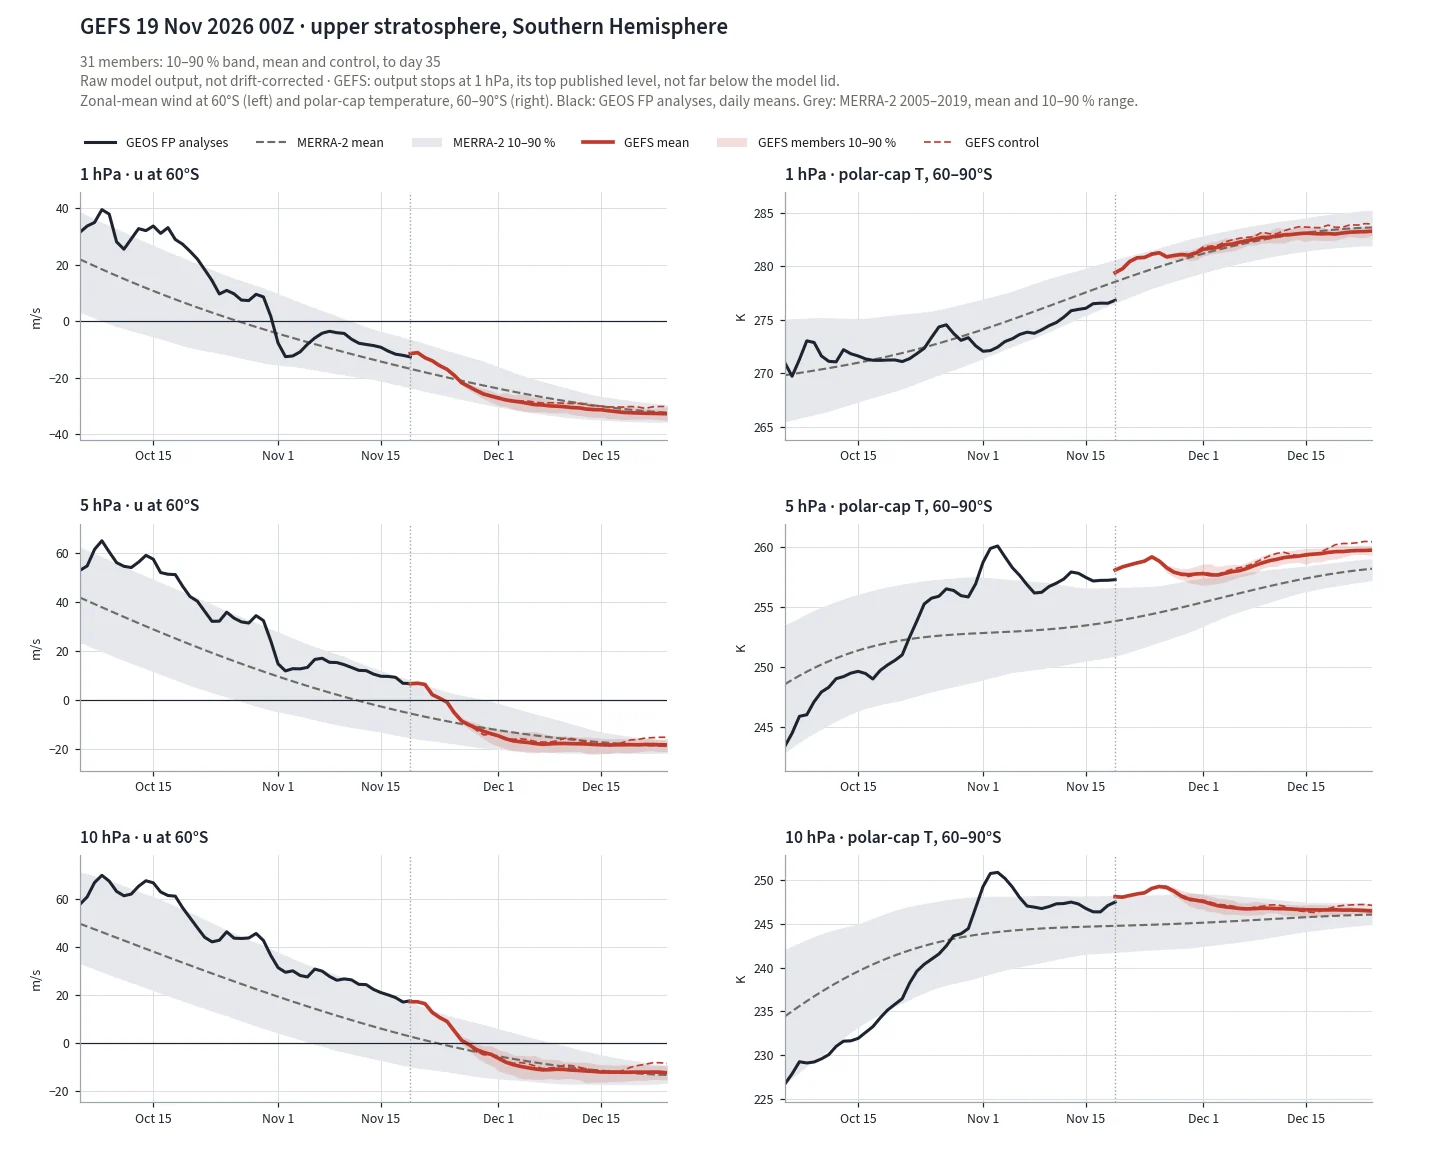 GEFS 19 Nov 2026 00Z · upper stratosphere, Southern Hemisphere
31 members: 10–90 % band, mean and control, to day 35
Raw model output, not drift-corrected · GEFS: output stops at 1 hPa, its top published level, not far below the model lid.
Zonal-mean wind at 60°S (left) and polar-cap temperature, 60–90°S (right). Black: GEOS FP analyses, daily means. Grey: MERRA-2 2005–2019, mean and 10–90 % range.
GEOS FP analyses MERRA-2 mean MERRA-2 10–90 % GEFS mean GEFS members 10–90 % GEFS control
1 hPa · u at 60°S
40
20
0
−20
−40
m/s
Oct 15 Nov 1 Nov 15 Dec 1 Dec 15
1 hPa · polar-cap T, 60–90°S
285
280
275
270
265
K
Oct 15 Nov 1 Nov 15 Dec 1 Dec 15
5 hPa · u at 60°S
60
40
20
0
−20
m/s
Oct 15 Nov 1 Nov 15 Dec 1 Dec 15
5 hPa · polar-cap T, 60–90°S
260
255
250
245
K
Oct 15 Nov 1 Nov 15 Dec 1 Dec 15
10 hPa · u at 60°S
60
40
20
0
−20
m/s
Oct 15 Nov 1 Nov 15 Dec 1 Dec 15
10 hPa · polar-cap T, 60–90°S
250
245
240
235
230
225
K
Oct 15 Nov 1 Nov 15 Dec 1 Dec 15